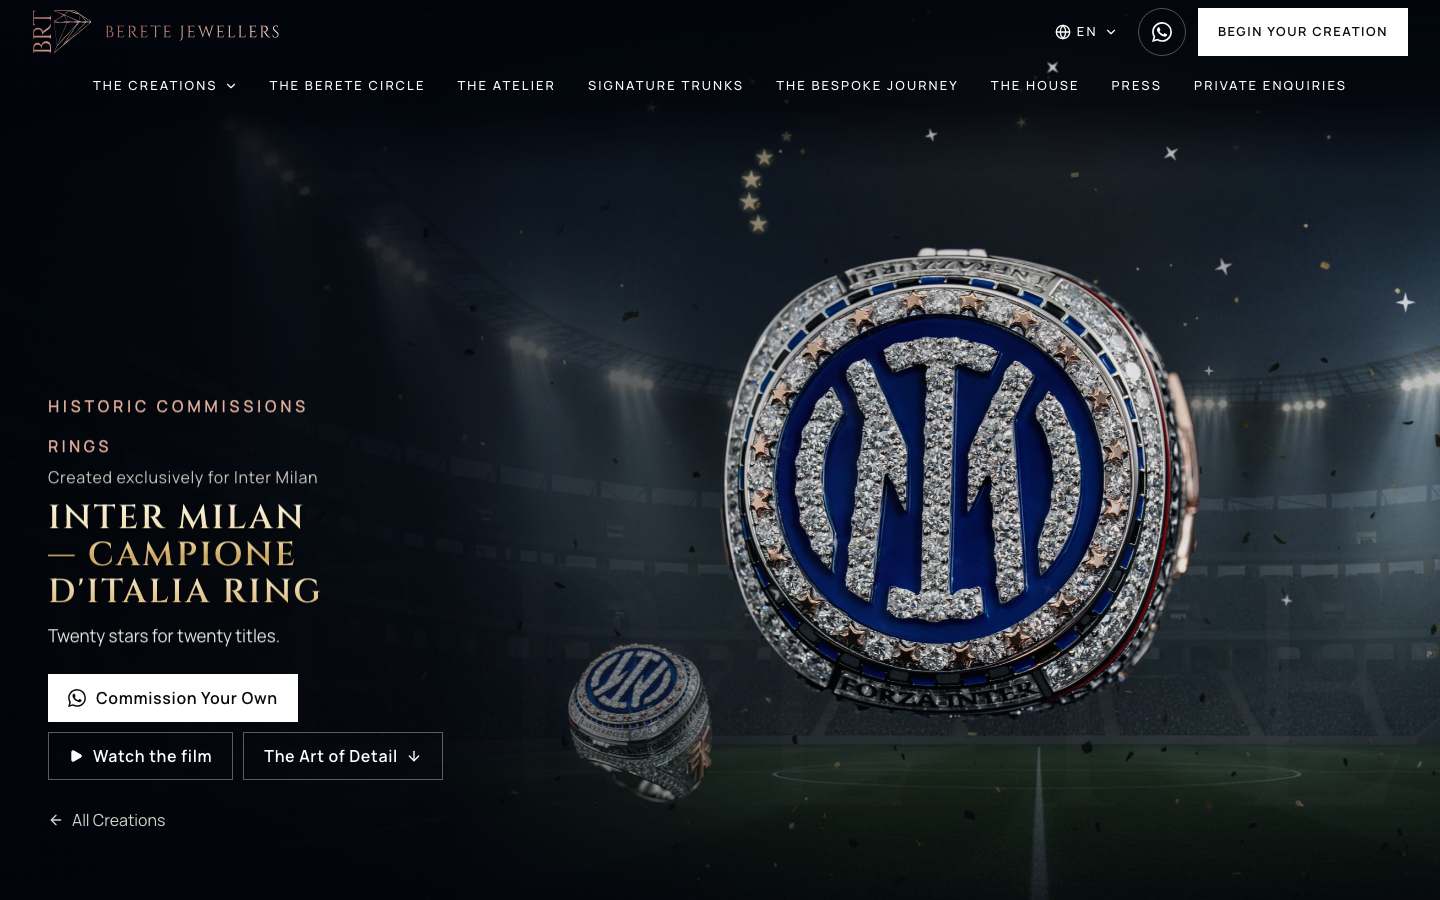 BRT
BERETE JEWELLERS
EN
BEGIN YOUR CREATION
THE CREATIONS
THE BERETE CIRCLE
THE ATELIER
SIGNATURE TRUNKS
THE BESPOKE JOURNEY
THE HOUSE
PRESS
PRIVATE ENQUIRIES
HISTORIC COMMISSIONS
RINGS
Created exclusively for Inter Milan
INTER MILAN
— CAMPIONE
D'ITALIA RING
Twenty stars for twenty titles.
Commission Your Own
Watch the film
The Art of Detail
All Creations
IM
FORZA INTER